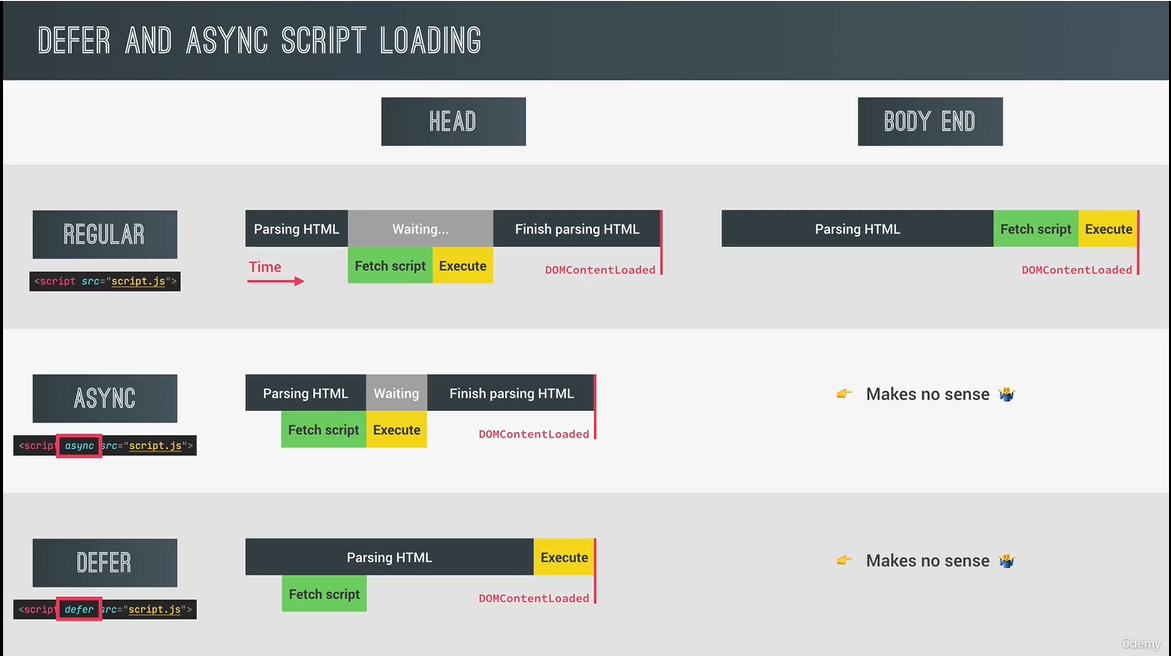 DEFER AND ASYNC SCRIPT LOADING
HEAD
BODY END
REGULAR
<script src="script.js">
Parsing HTML
Waiting...
Finish parsing HTML
Time
Fetch script
Execute
DOMContentLoaded
Parsing HTML
Fetch script
Execute
DOMContentLoaded
ASYNC
<script async src="script.js">
Parsing HTML
Waiting
Finish parsing HTML
Fetch script
Execute
DOMContentLoaded
👉 Makes no sense 🤷‍♂️
DEFER
<script defer src="script.js">
Parsing HTML
Execute
Fetch script
DOMContentLoaded
👉 Makes no sense 🤷‍♂️
Udemy